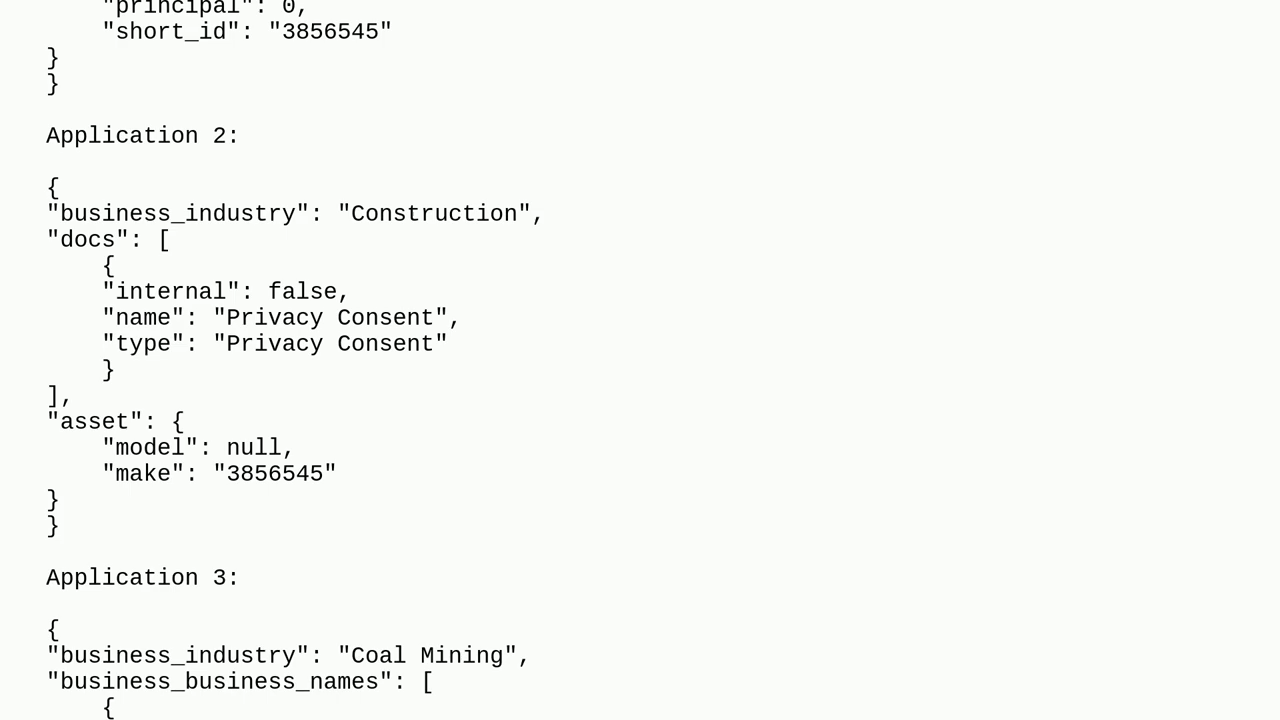 "principal": 0,
    "short_id": "3856545"
}
}

Application 2:

{
"business_industry": "Construction",
"docs": [
    {
    "internal": false,
    "name": "Privacy Consent",
    "type": "Privacy Consent"
    }
],
"asset": {
    "model": null,
    "make": "3856545"
}
}

Application 3:

{
"business_industry": "Coal Mining",
"business_business_names": [
    {